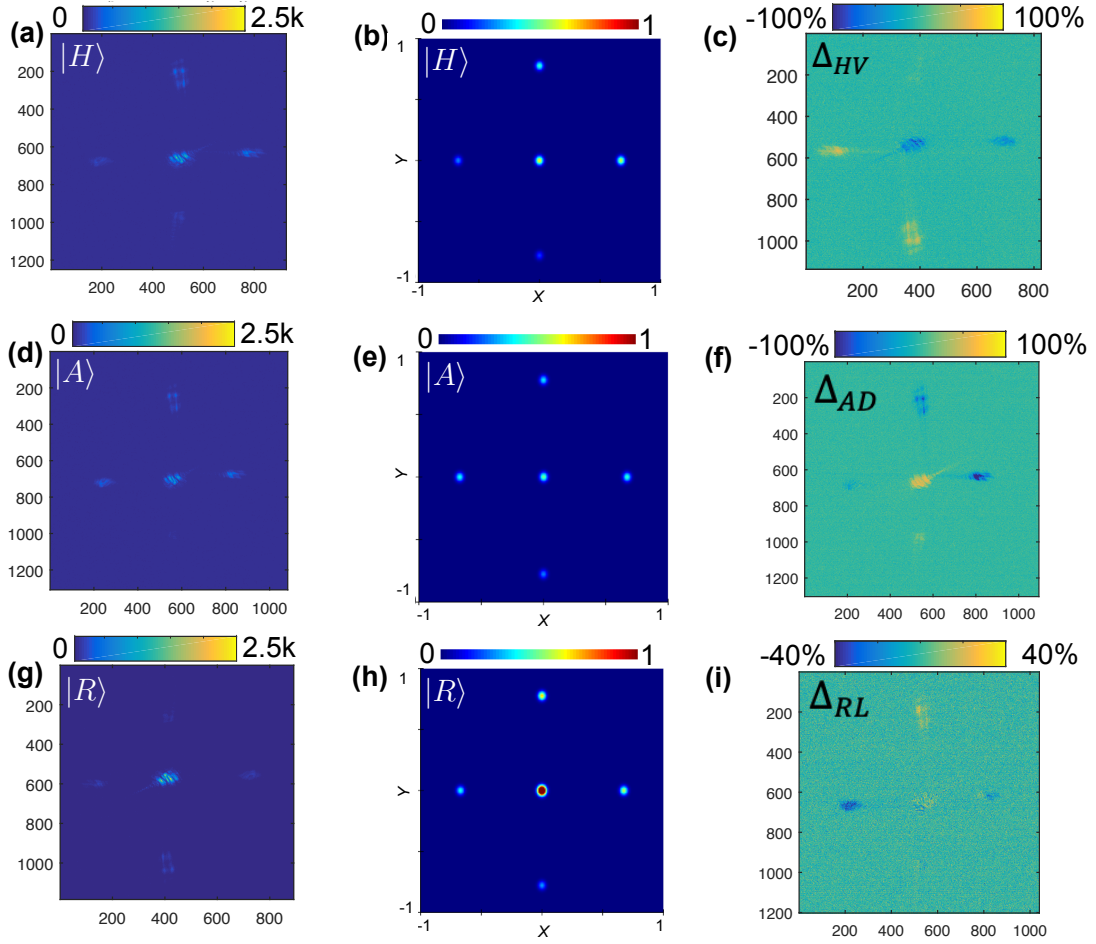 (a)
0 2.5k
|H⟩
200
400
600
800
1000
1200
200 400 600 800
(b)
0 1
1
|H⟩
Y
-1
-1 X 1
(c)
-100% 100%
Δ_HV
200
400
600
800
1000
200 400 600 800
(d)
0 2.5k
|A⟩
200
400
600
800
1000
1200
200 400 600 800 1000
(e)
0 1
1
|A⟩
Y
-1
-1 X 1
(f)
-100% 100%
Δ_AD
200
400
600
800
1000
1200
200 400 600 800 1000
(g)
0 2.5k
|R⟩
200
400
600
800
1000
200 400 600 800
(h)
0 1
1
|R⟩
Y
-1
-1 X 1
(i)
-40% 40%
Δ_RL
200
400
600
800
1000
1200
200 400 600 800 1000